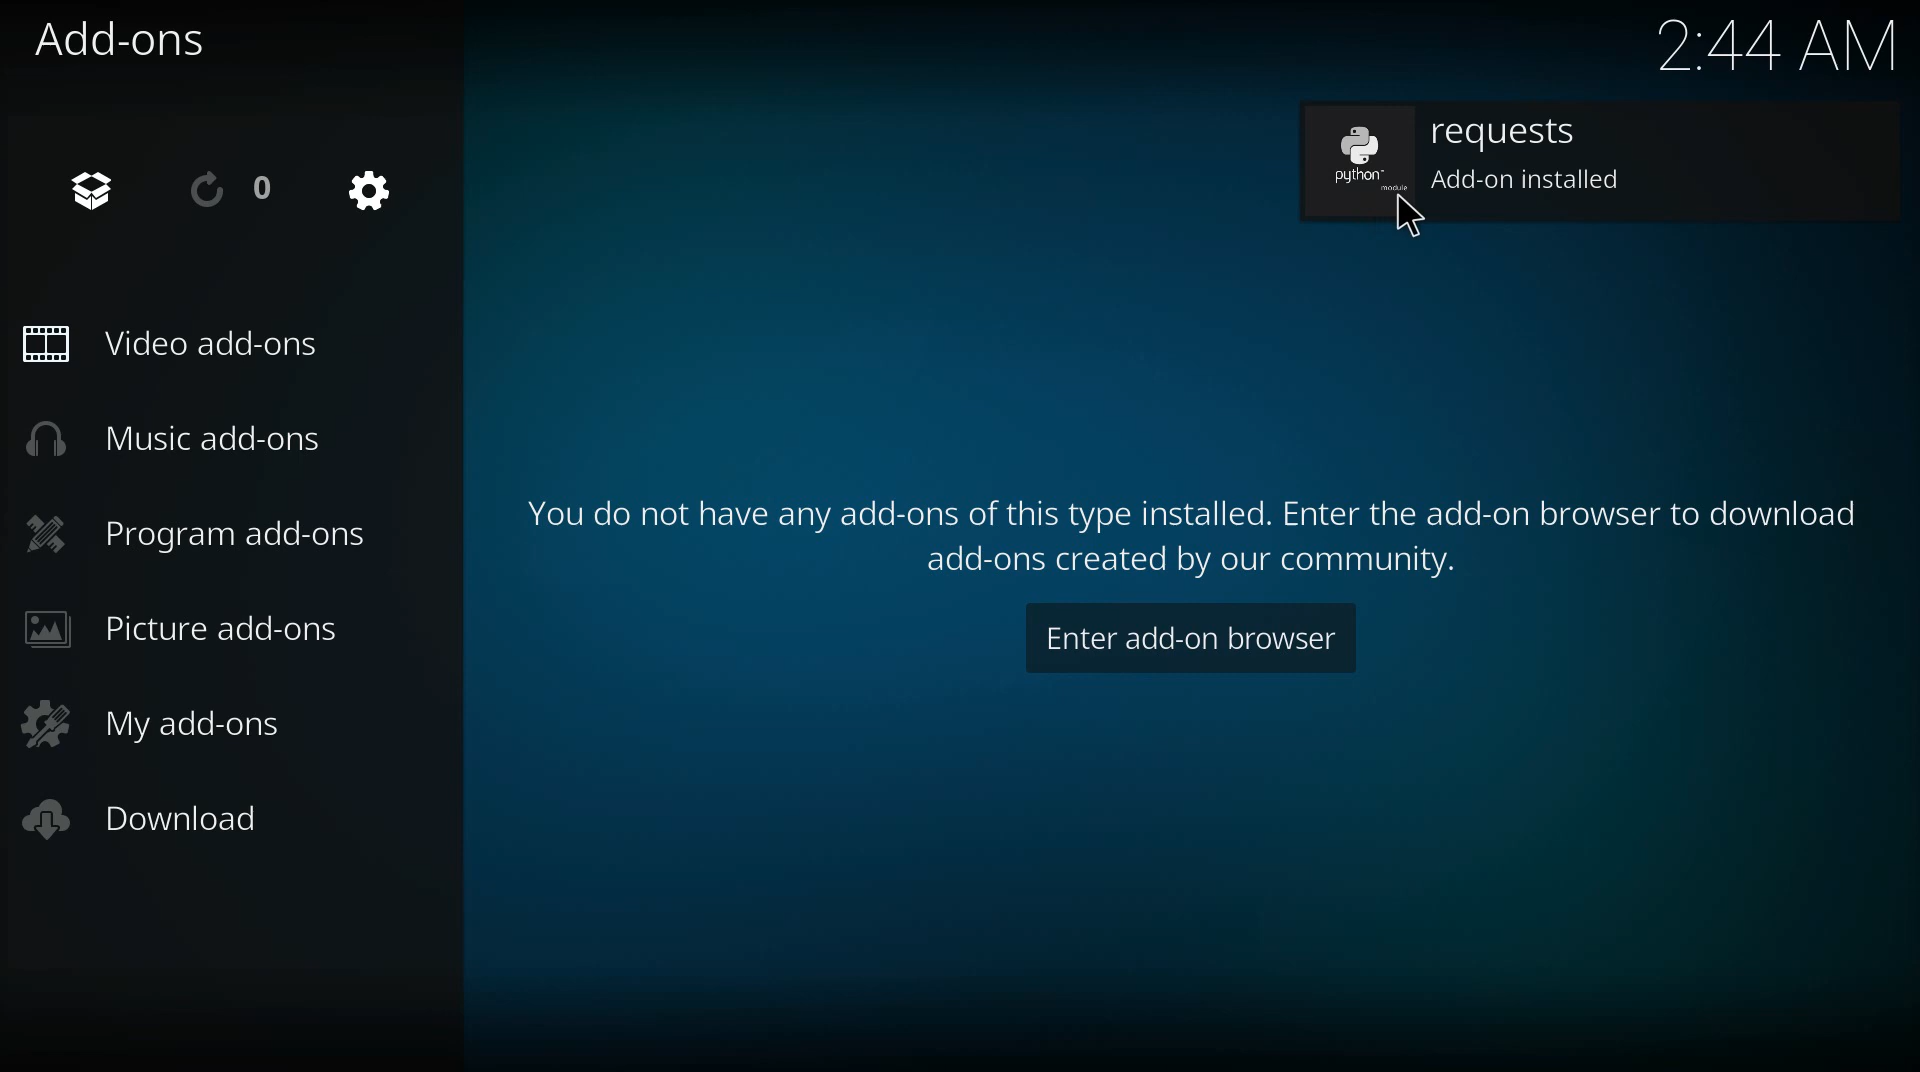 Add-ons
2:44 AM
requests
python
module
Add-on installed
0
Video add-ons
Music add-ons
Program add-ons
Picture add-ons
My add-ons
Download
You do not have any add-ons of this type installed. Enter the add-on browser to download
add-ons created by our community.
Enter add-on browser